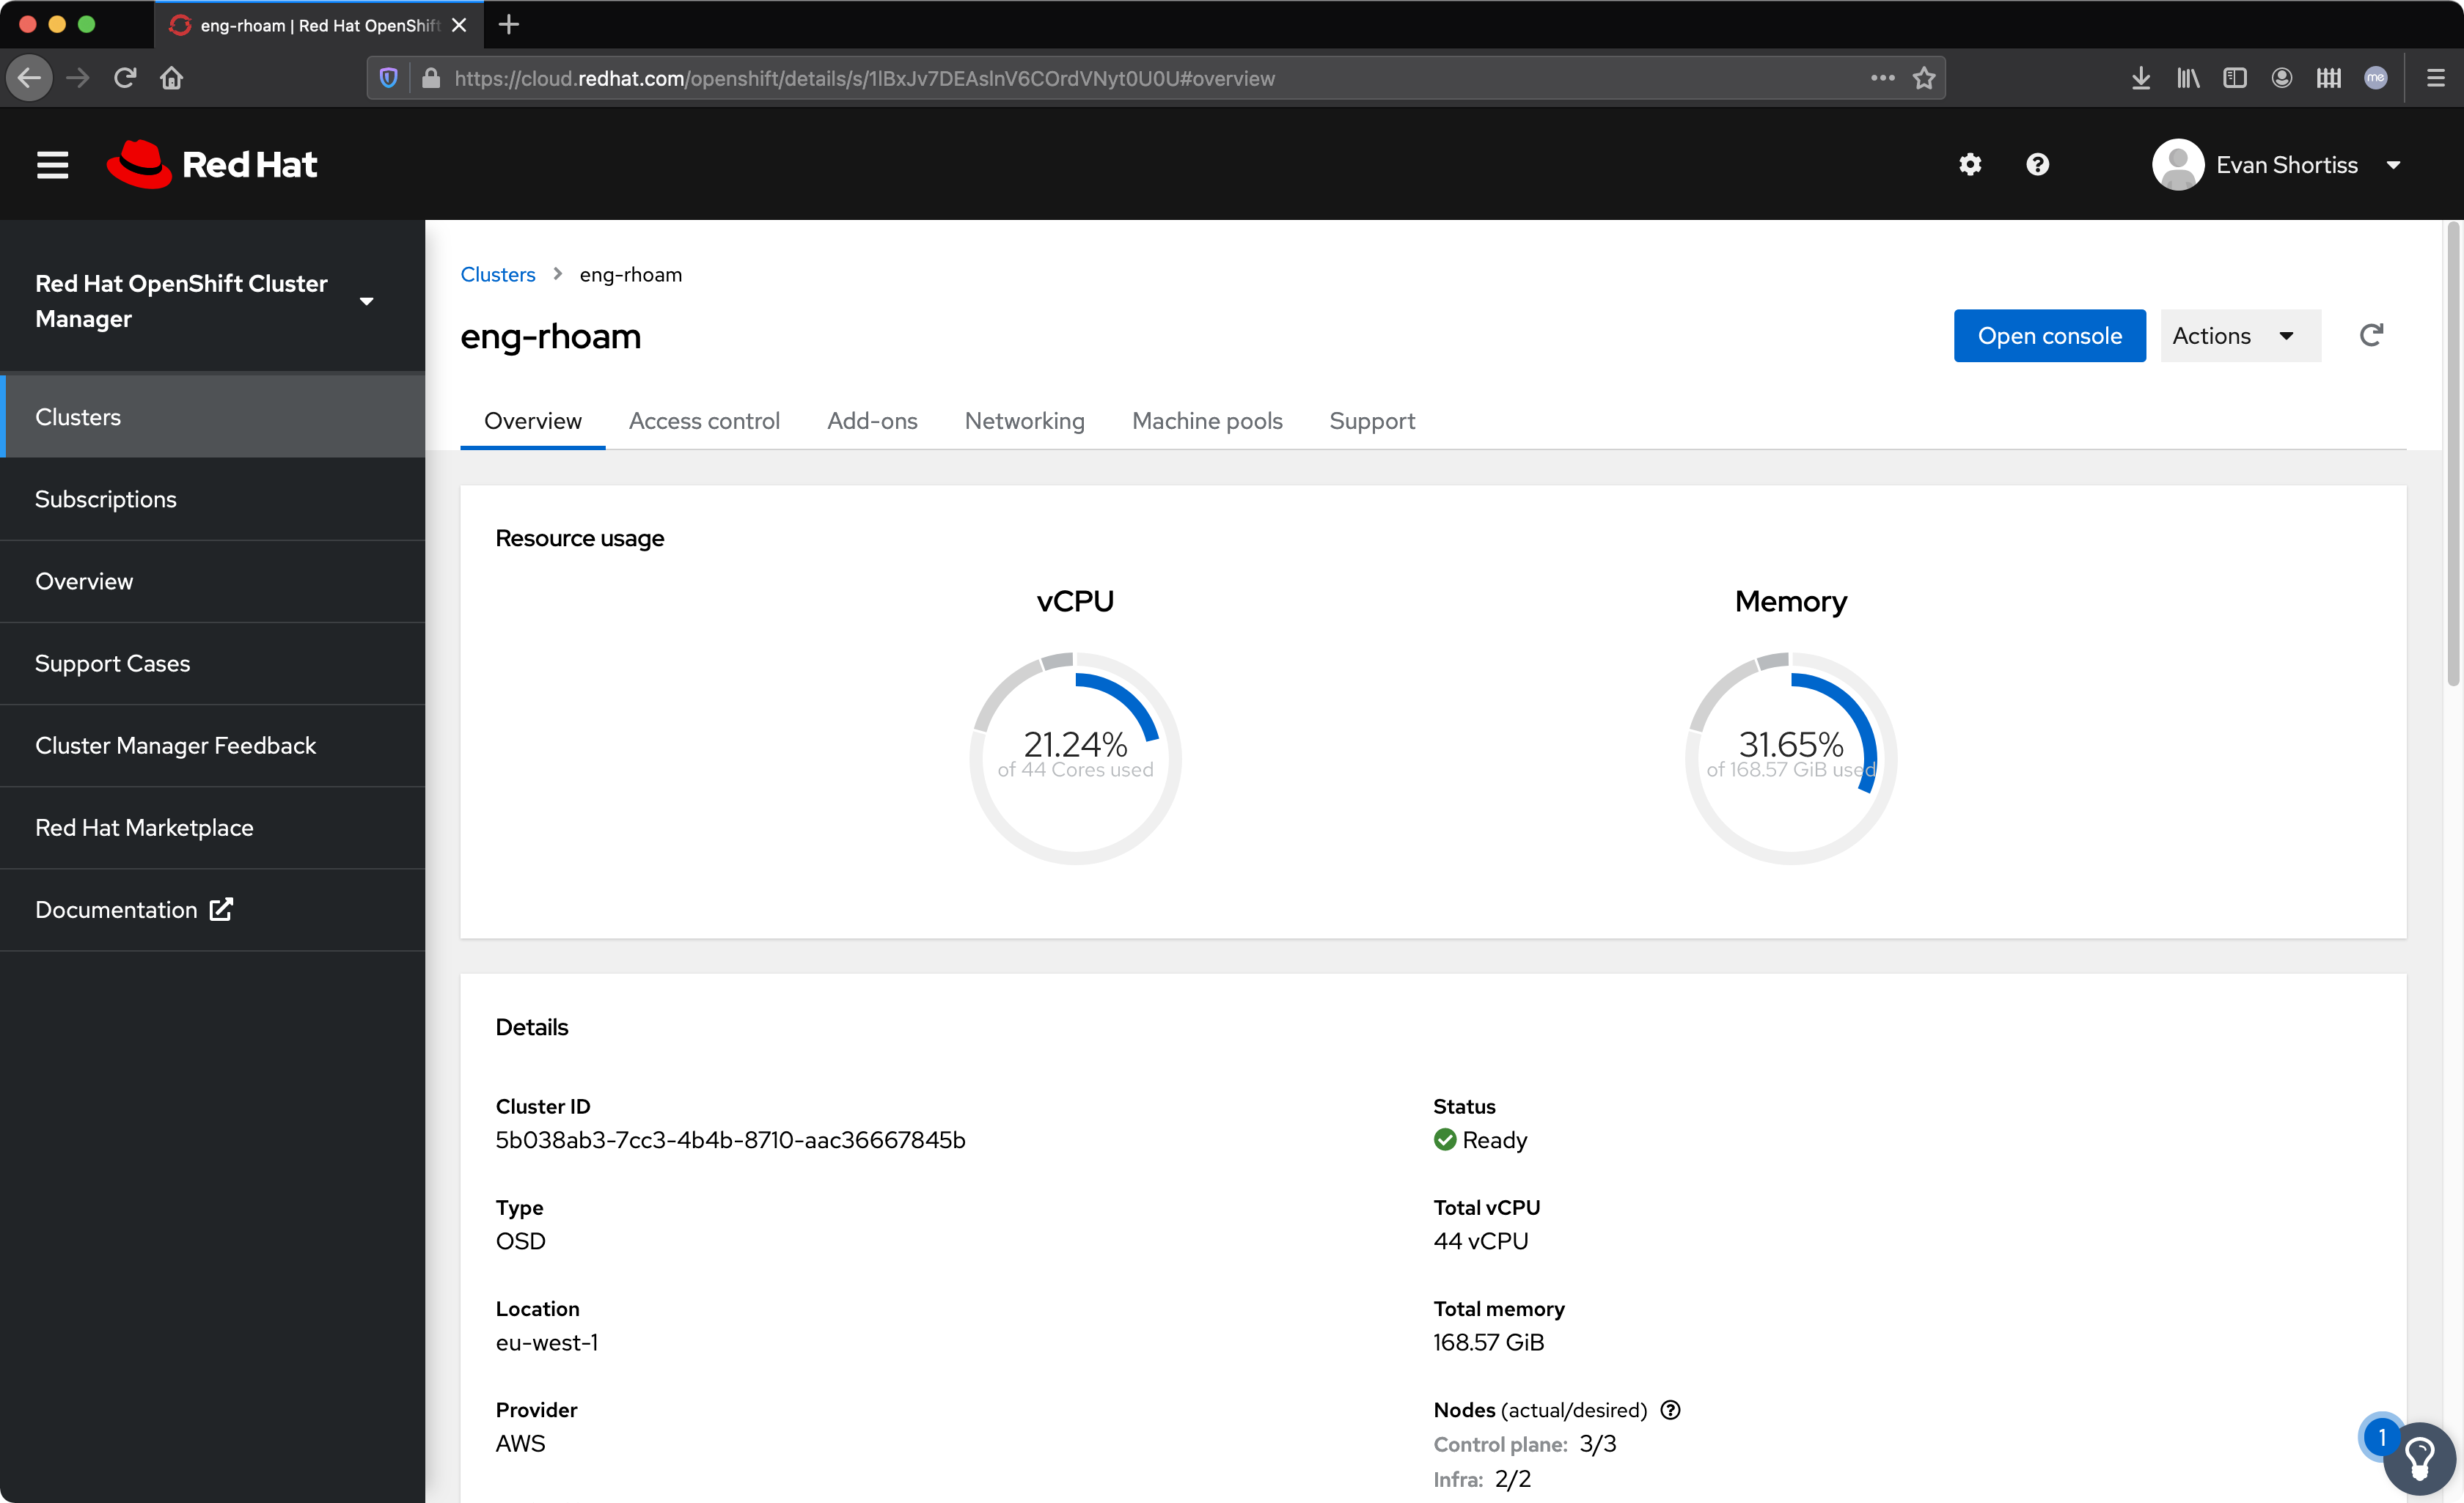 eng-rhoam | Red Hat OpenShift
https://cloud.redhat.com/openshift/details/s/1lBxJv7DEAslnV6COrdVNyt0U0U#overview
me
Red Hat
Evan Shortiss
Red Hat OpenShift Cluster
Manager
Clusters
Subscriptions
Overview
Support Cases
Cluster Manager Feedback
Red Hat Marketplace
Documentation
Clusters > eng-rhoam
eng-rhoam
Open console
Actions
Overview
Access control
Add-ons
Networking
Machine pools
Support
Resource usage
vCPU
21.24%
of 44 Cores used
Memory
31.65%
of 168.57 GiB used
Details
Cluster ID
5b038ab3-7cc3-4b4b-8710-aac36667845b
Type
OSD
Location
eu-west-1
Provider
AWS
Status
Ready
Total vCPU
44 vCPU
Total memory
168.57 GiB
Nodes (actual/desired)
Control plane: 3/3
Infra: 2/2
1